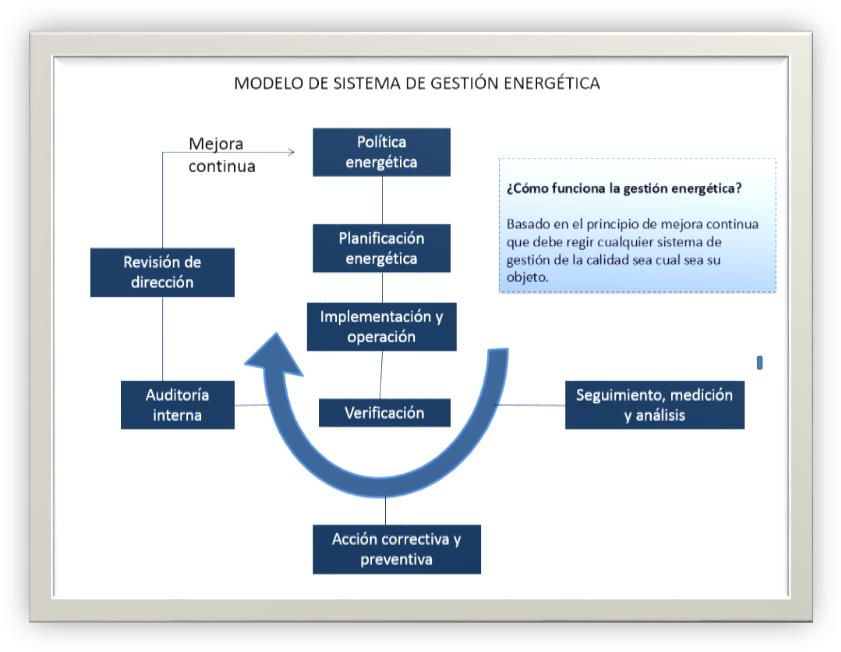 MODELO DE SISTEMA DE GESTIÓN ENERGÉTICA
Mejora
continua
Política
energética
¿Cómo funciona la gestión energética?
Basado en el principio de mejora continua
que debe regir cualquier sistema de
gestión de la calidad sea cual sea su
objeto.
Planificación
energética
Revisión de
dirección
Implementación y
operación
Auditoría
interna
Verificación
Seguimiento, medición
y análisis
Acción correctiva y
preventiva